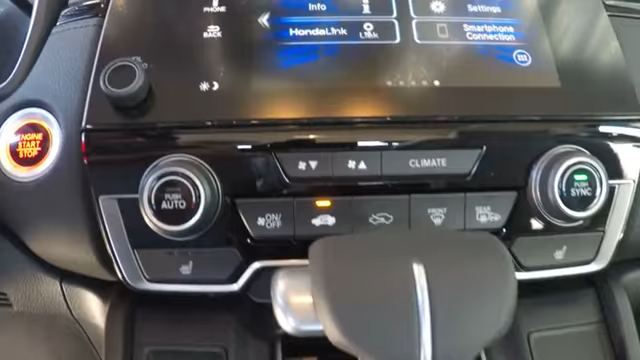 PHONE
Info
Settings
BACK
HondaLink
Link
Smartphone
Connection
ENGINE
START
STOP
CLIMATE
PUSH
AUTO
PUSH
SYNC
ON/
OFF
FRONT
REAR